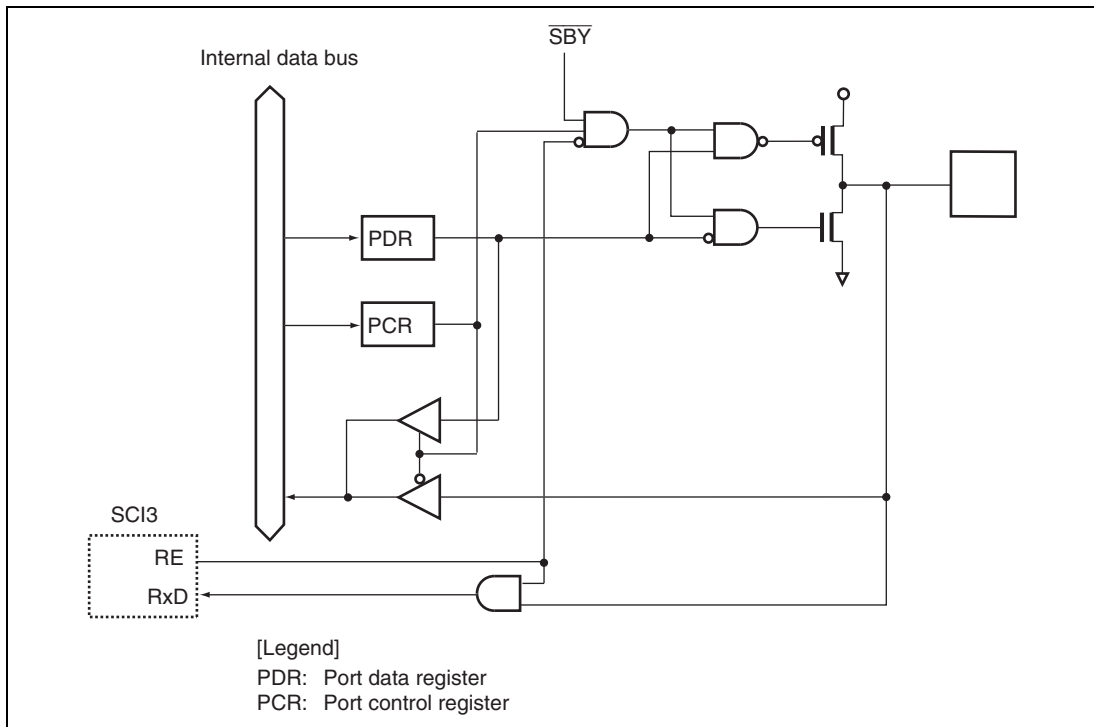 SBY
Internal data bus
PDR
PCR
SCI3
RE
RxD
[Legend]
PDR: Port data register
PCR: Port control register